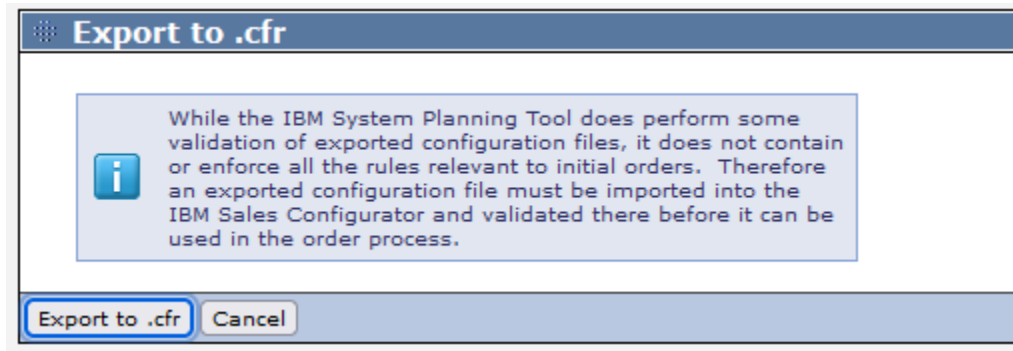 Export to .cfr
While the IBM System Planning Tool does perform some
validation of exported configuration files, it does not contain
or enforce all the rules relevant to initial orders.  Therefore
an exported configuration file must be imported into the
IBM Sales Configurator and validated there before it can be
used in the order process.
Export to .cfr Cancel